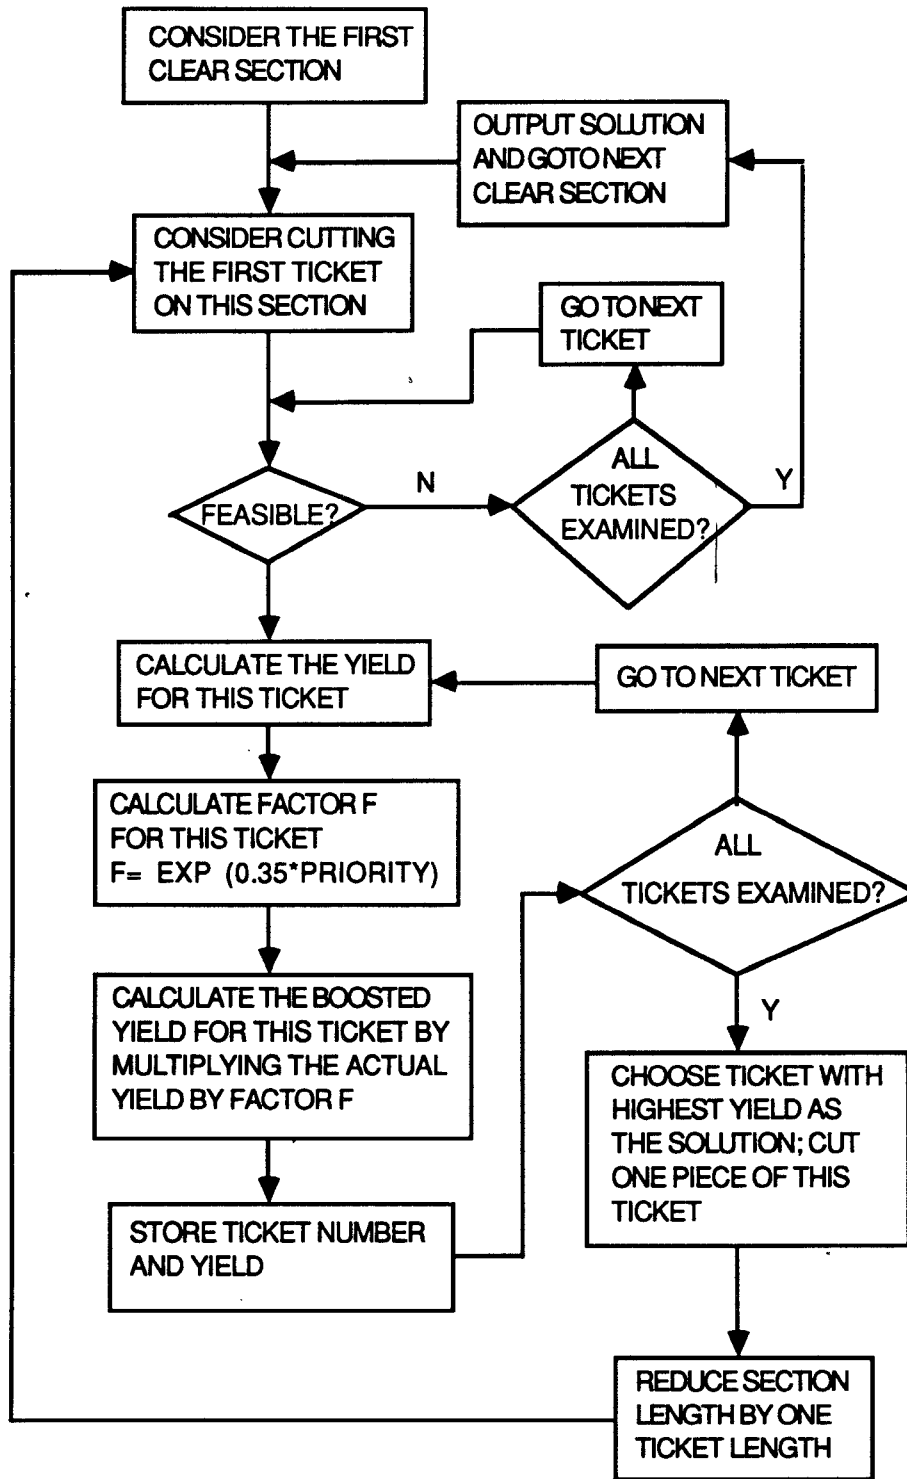 CONSIDER THE FIRST
CLEAR SECTION
OUTPUT SOLUTION
AND GOTO NEXT
CLEAR SECTION
CONSIDER CUTTING
THE FIRST TICKET
ON THIS SECTION
GO TO NEXT
TICKET
ALL
TICKETS
EXAMINED?
Y
N
FEASIBLE?
CALCULATE THE YIELD
FOR THIS TICKET
GO TO NEXT TICKET
CALCULATE FACTOR F
FOR THIS TICKET
F= EXP (0.35*PRIORITY)
ALL
TICKETS EXAMINED?
Y
CALCULATE THE BOOSTED
YIELD FOR THIS TICKET BY
MULTIPLYING THE ACTUAL
YIELD BY FACTOR F
CHOOSE TICKET WITH
HIGHEST YIELD AS
THE SOLUTION; CUT
ONE PIECE OF THIS
TICKET
STORE TICKET NUMBER
AND YIELD
REDUCE SECTION
LENGTH BY ONE
TICKET LENGTH